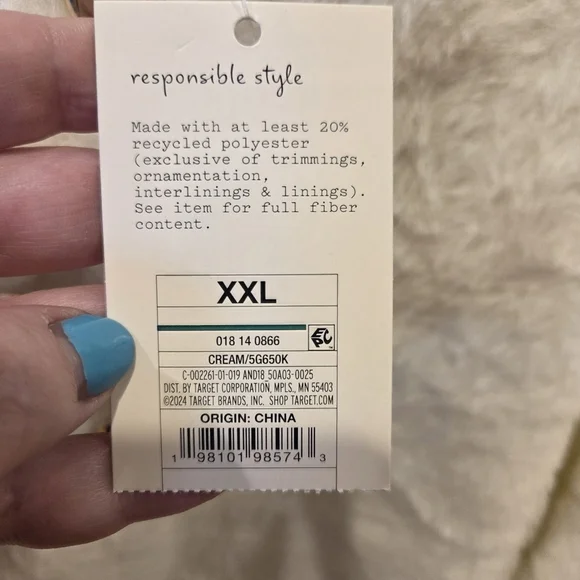 responsible style
Made with at least 20%
recycled polyester
(exclusive of trimmings,
ornamentation,
interlinings & linings).
See item for full fiber
content.
XXL
018 14 0866
EPC
CREAM/5G650K
C-002261-01-019 AND18_50A03-0025
DIST. BY TARGET CORPORATION, MPLS., MN 55403
©2024 TARGET BRANDS, INC. SHOP TARGET.COM
ORIGIN: CHINA
1 98101 98574 3